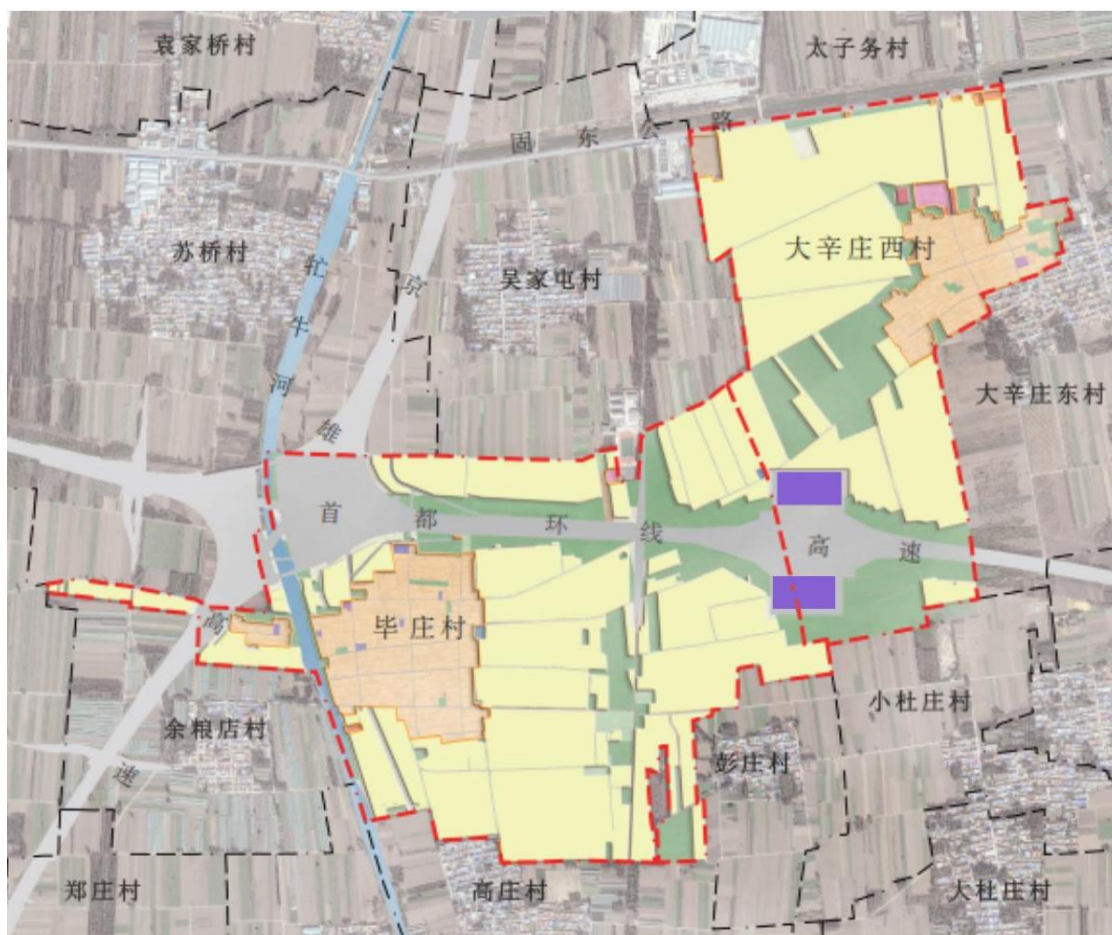 袁家桥村
太子务村
固东公路
苏桥村
吴家屯村
大辛庄西村
牤牛河
京雄高速
大辛庄东村
首都环线高速
毕庄村
余粮店村
小杜庄村
彭庄村
郑庄村
高庄村
大杜庄村